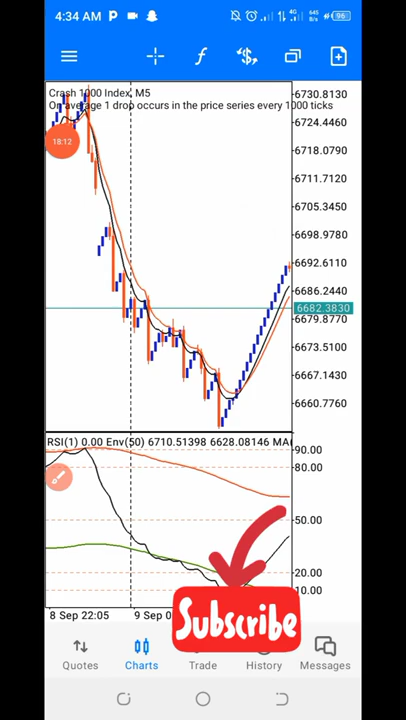 4:34 AM
4G
645
B/s
96
Crash 1000 Index, M5
On average 1 drop occurs in the price series every 1000 ticks
18:12
6730.8130
6724.4460
6718.0790
6711.7120
6705.3450
6698.9780
6692.6110
6686.2440
6682.3830
6679.8770
6673.5100
6667.1430
6660.7760
RSI(1) 0.00 Env(50) 6710.51398 6628.08146 MA(
90.00
80.00
50.00
20.00
10.00
8 Sep 22:05
9 Sep 0
Subscribe
Quotes
Charts
Trade
History
Messages